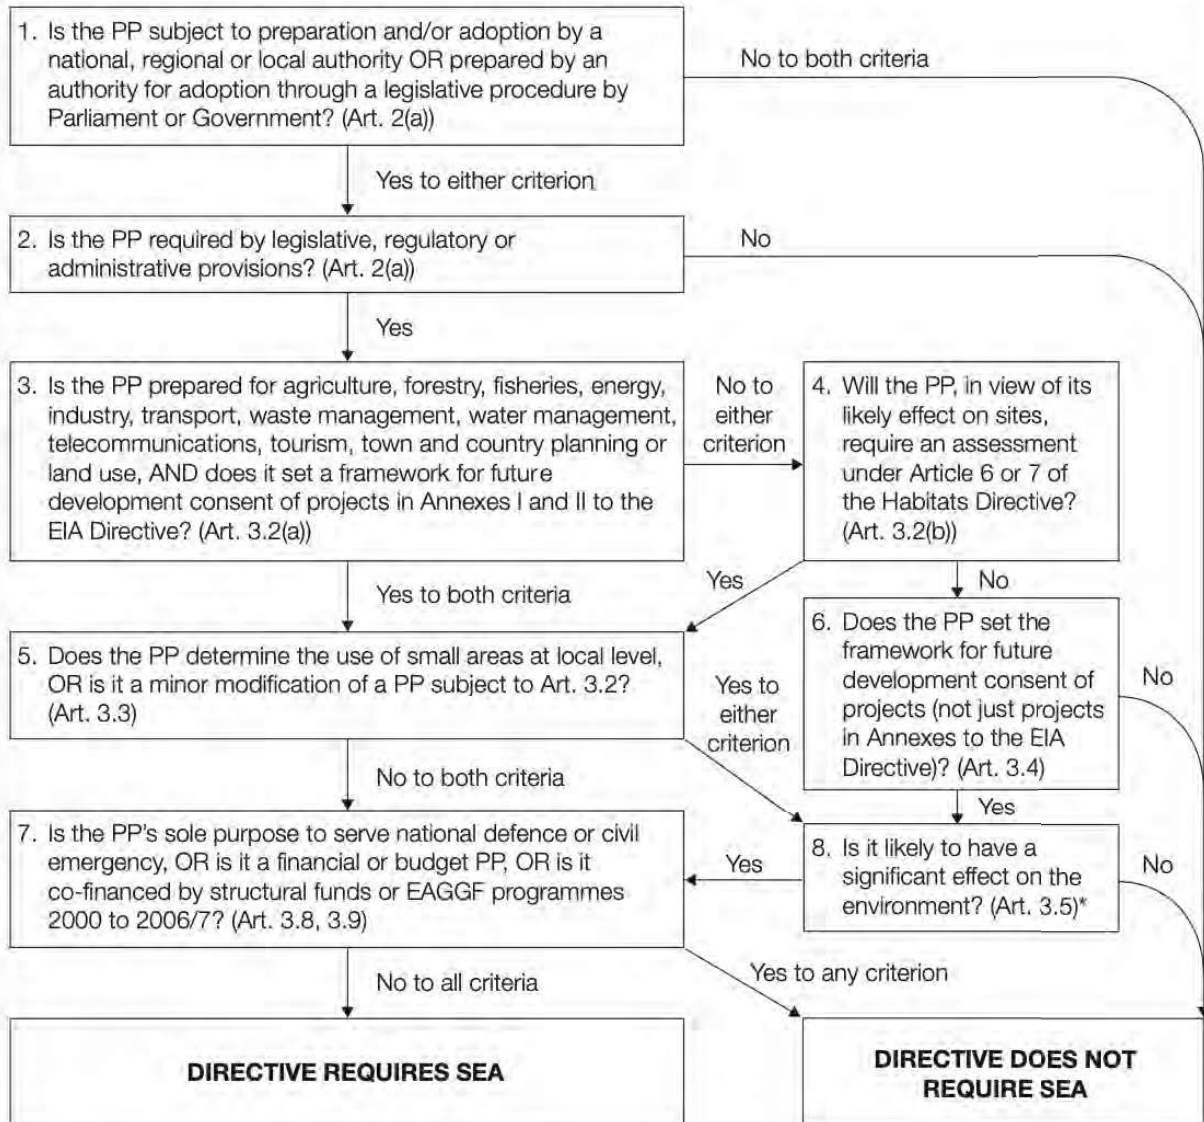 1. Is the PP subject to preparation and/or adoption by a
national, regional or local authority OR prepared by an
authority for adoption through a legislative procedure by
Parliament or Government? (Art. 2(a))
No to both criteria
Yes to either criterion
2. Is the PP required by legislative, regulatory or
administrative provisions? (Art. 2(a))
No
Yes
3. Is the PP prepared for agriculture, forestry, fisheries, energy,
industry, transport, waste management, water management,
telecommunications, tourism, town and country planning or
land use, AND does it set a framework for future
development consent of projects in Annexes I and II to the
EIA Directive? (Art. 3.2(a))
No to
either
criterion
4. Will the PP, in view of its
likely effect on sites,
require an assessment
under Article 6 or 7 of
the Habitats Directive?
(Art. 3.2(b))
Yes to both criteria
Yes
No
5. Does the PP determine the use of small areas at local level,
OR is it a minor modification of a PP subject to Art. 3.2?
(Art. 3.3)
Yes to
either
criterion
6. Does the PP set the
framework for future
development consent of
projects (not just projects
in Annexes to the EIA
Directive)? (Art. 3.4)
No
No to both criteria
Yes
7. Is the PP's sole purpose to serve national defence or civil
emergency, OR is it a financial or budget PP, OR is it
co-financed by structural funds or EAGGF programmes
2000 to 2006/7? (Art. 3.8, 3.9)
Yes
8. Is it likely to have a
significant effect on the
environment? (Art. 3.5)*
No
No to all criteria
Yes to any criterion
DIRECTIVE REQUIRES SEA
DIRECTIVE DOES NOT
REQUIRE SEA